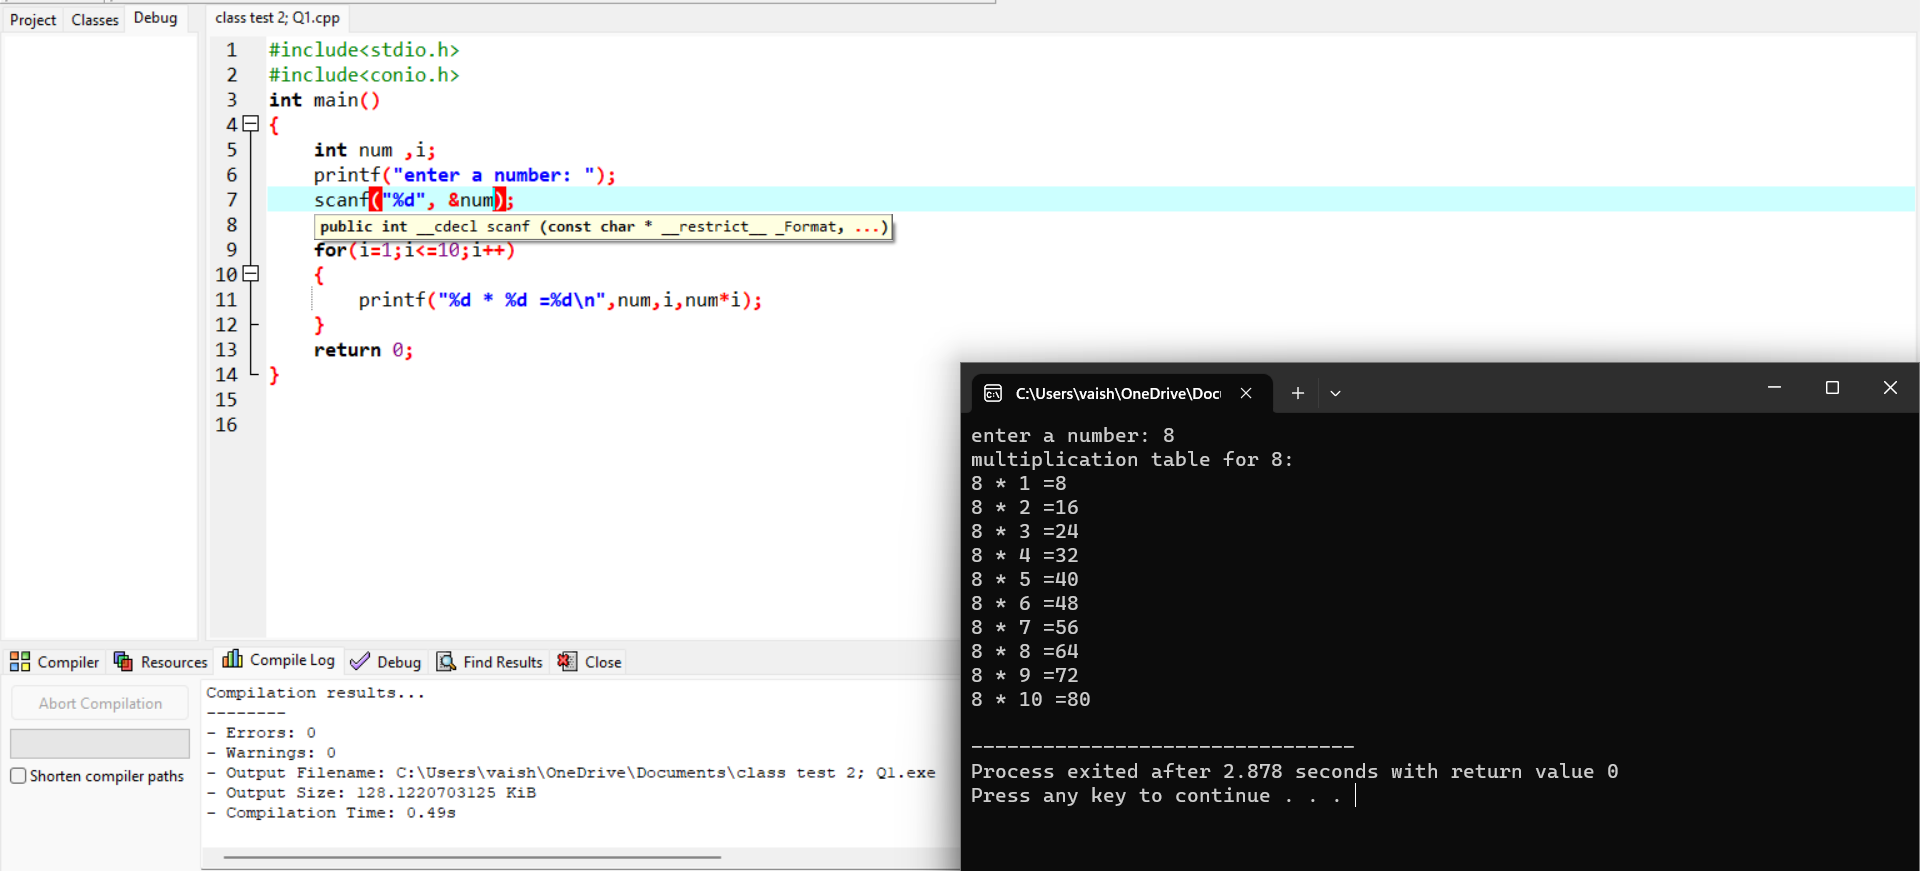 Project Classes Debug
class test 2; Q1.cpp
1 #include<stdio.h>
2 #include<conio.h>
3 int main()
4 {
5 int num ,i;
6 printf("enter a number: ");
7 scanf("%d", &num);
8 public int __cdecl scanf (const char * __restrict__ _Format, ...)
9 for(i=1;i<=10;i++)
10 {
11 printf("%d * %d =%d\n",num,i,num*i);
12 }
13 return 0;
14 }
15
16
Compiler Resources Compile Log Debug Find Results Close
Abort Compilation
Shorten compiler paths
Compilation results...
--------
- Errors: 0
- Warnings: 0
- Output Filename: C:\Users\vaish\OneDrive\Documents\class test 2; Q1.exe
- Output Size: 128.1220703125 KiB
- Compilation Time: 0.49s
C:\Users\vaish\OneDrive\Doc
enter a number: 8
multiplication table for 8:
8 * 1 =8
8 * 2 =16
8 * 3 =24
8 * 4 =32
8 * 5 =40
8 * 6 =48
8 * 7 =56
8 * 8 =64
8 * 9 =72
8 * 10 =80
--------------------------------
Process exited after 2.878 seconds with return value 0
Press any key to continue . . .